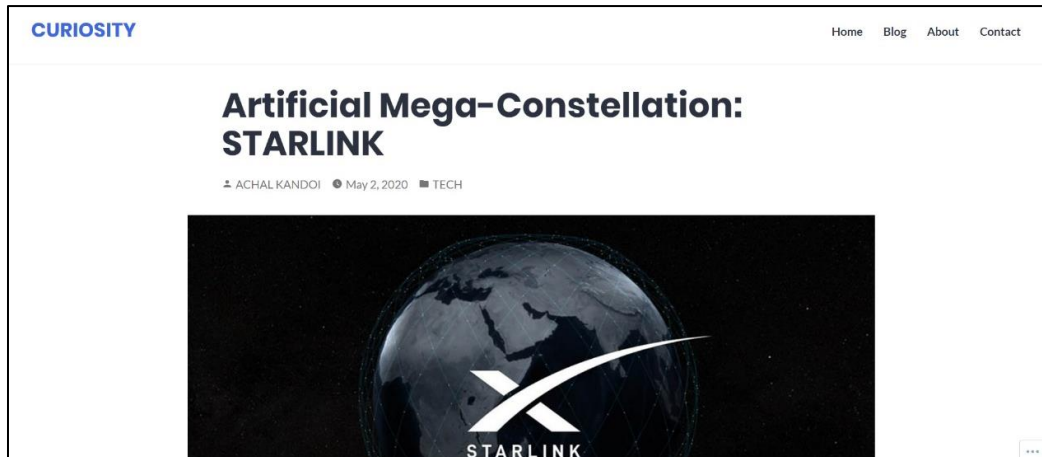 CURIOSITY
Home Blog About Contact
Artificial Mega-Constellation:
STARLINK
ACHAL KANDOI May 2, 2020 TECH
STARLINK